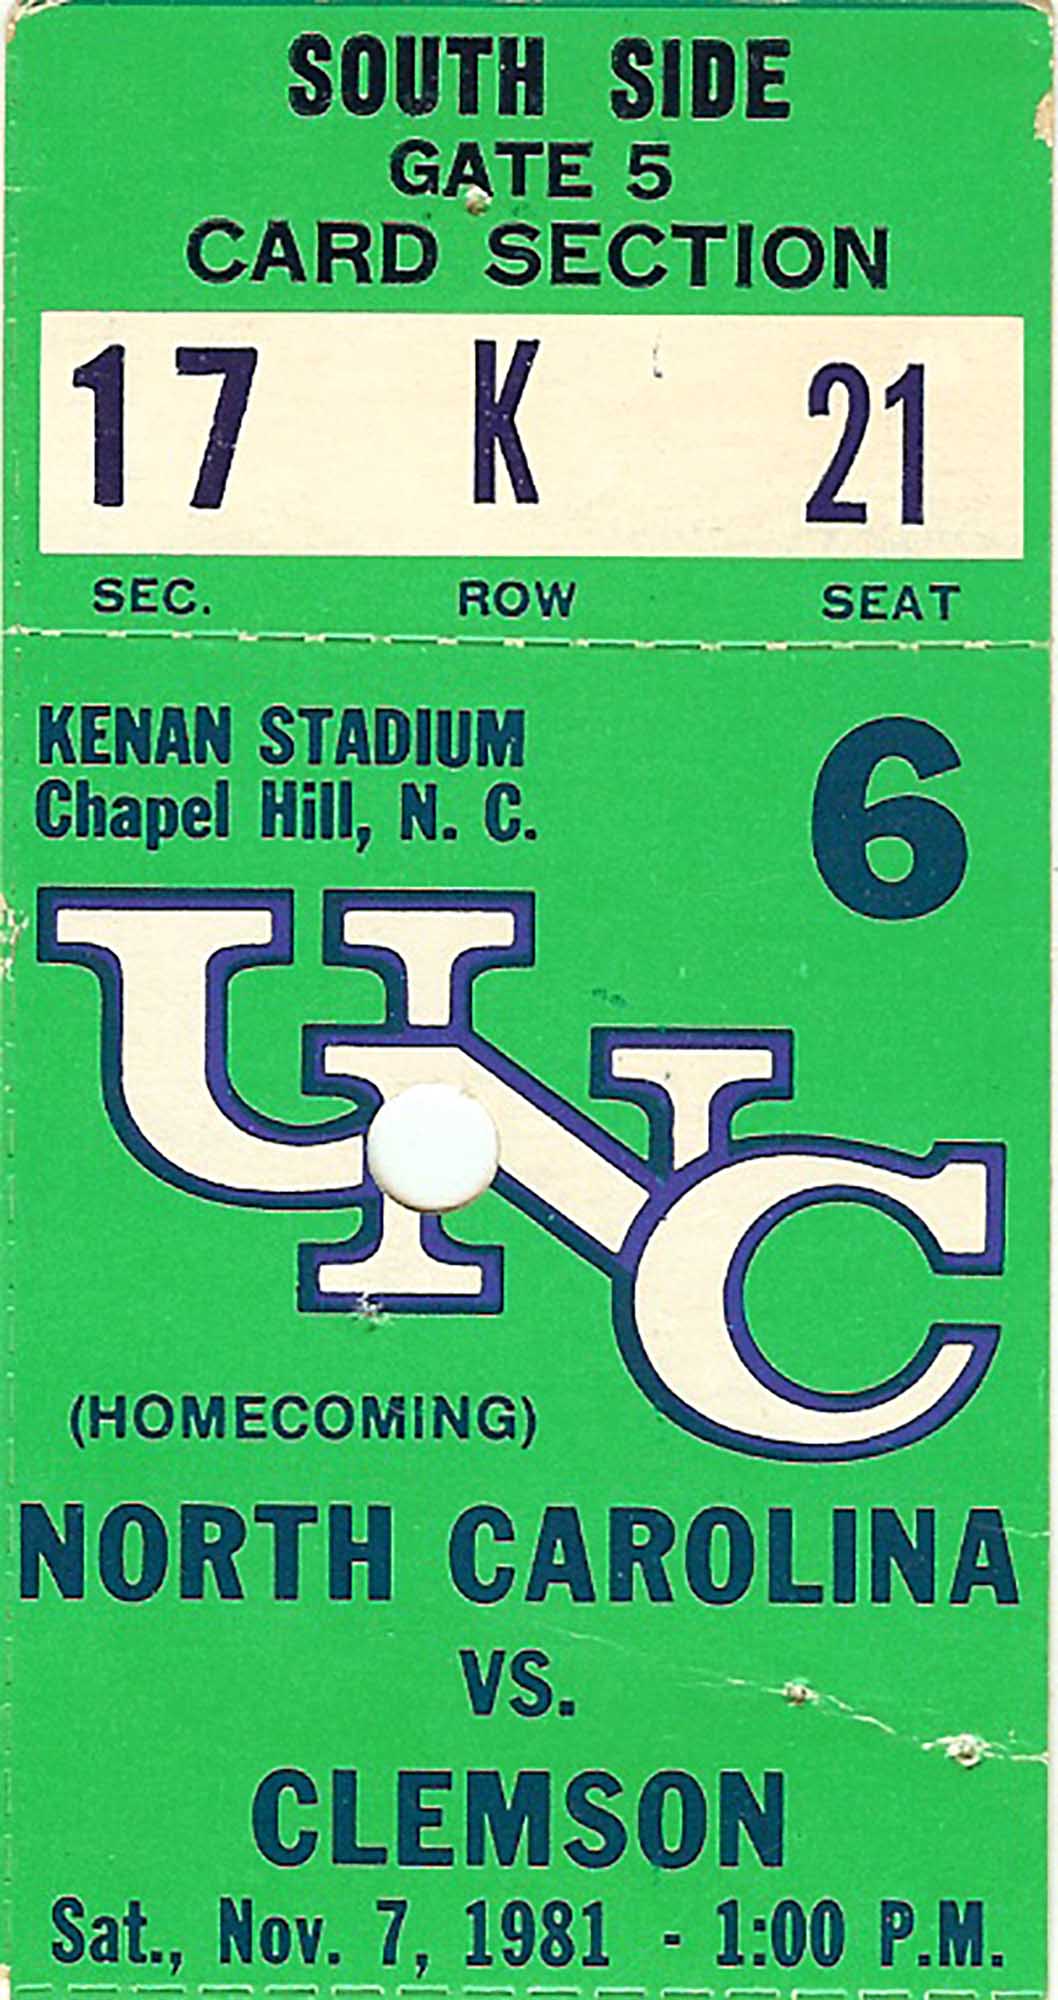 SOUTH SIDE
GATE 5
CARD SECTION
17 K 21
SEC. ROW SEAT
KENAN STADIUM
Chapel Hill, N. C.
6
UNC
(HOMECOMING)
NORTH CAROLINA
VS.
CLEMSON
Sat., Nov. 7, 1981 - 1:00 P.M.